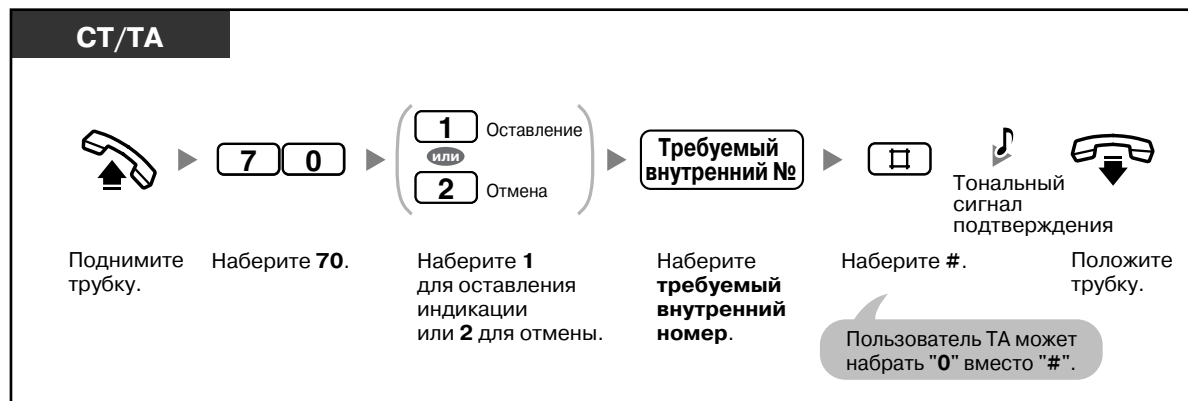 СТ/ТА
7 0
1 Оставление
или
2 Отмена
Требуемый
внутренний №
#
Тональный
сигнал
подтверждения
Поднимите
трубку.
Наберите 70.
Наберите 1
для оставления
индикации
или 2 для отмены.
Наберите
требуемый
внутренний
номер.
Наберите #.
Положите
трубку.
Пользователь ТА может
набрать "0" вместо "#".